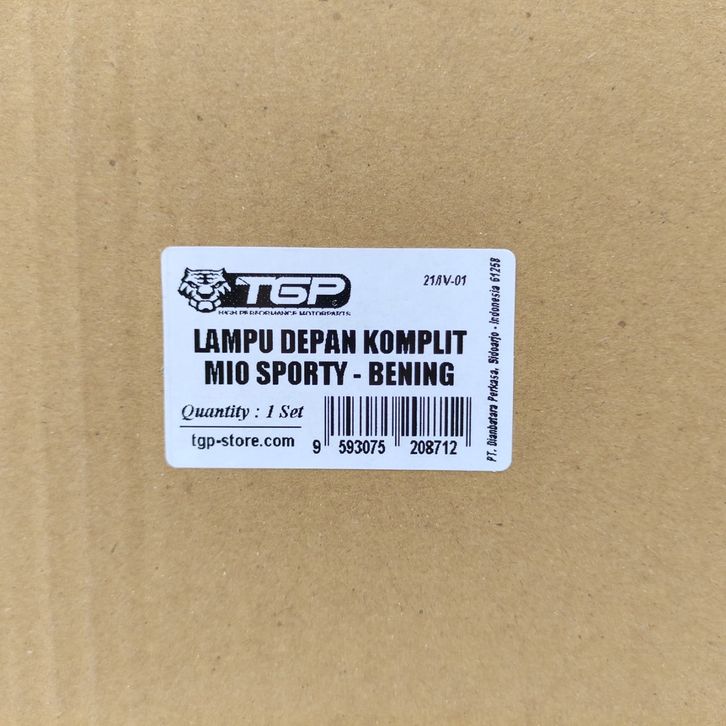 TGP
HIGH PERFORMANCE MOTORPARTS
21/IV-01
LAMPU DEPAN KOMPLIT
MIO SPORTY - BENING
Quantity : 1 Set
tgp-store.com
9 593075 208712
PT. Dianbatara Perkasa, Sidoarjo - Indonesia 61258